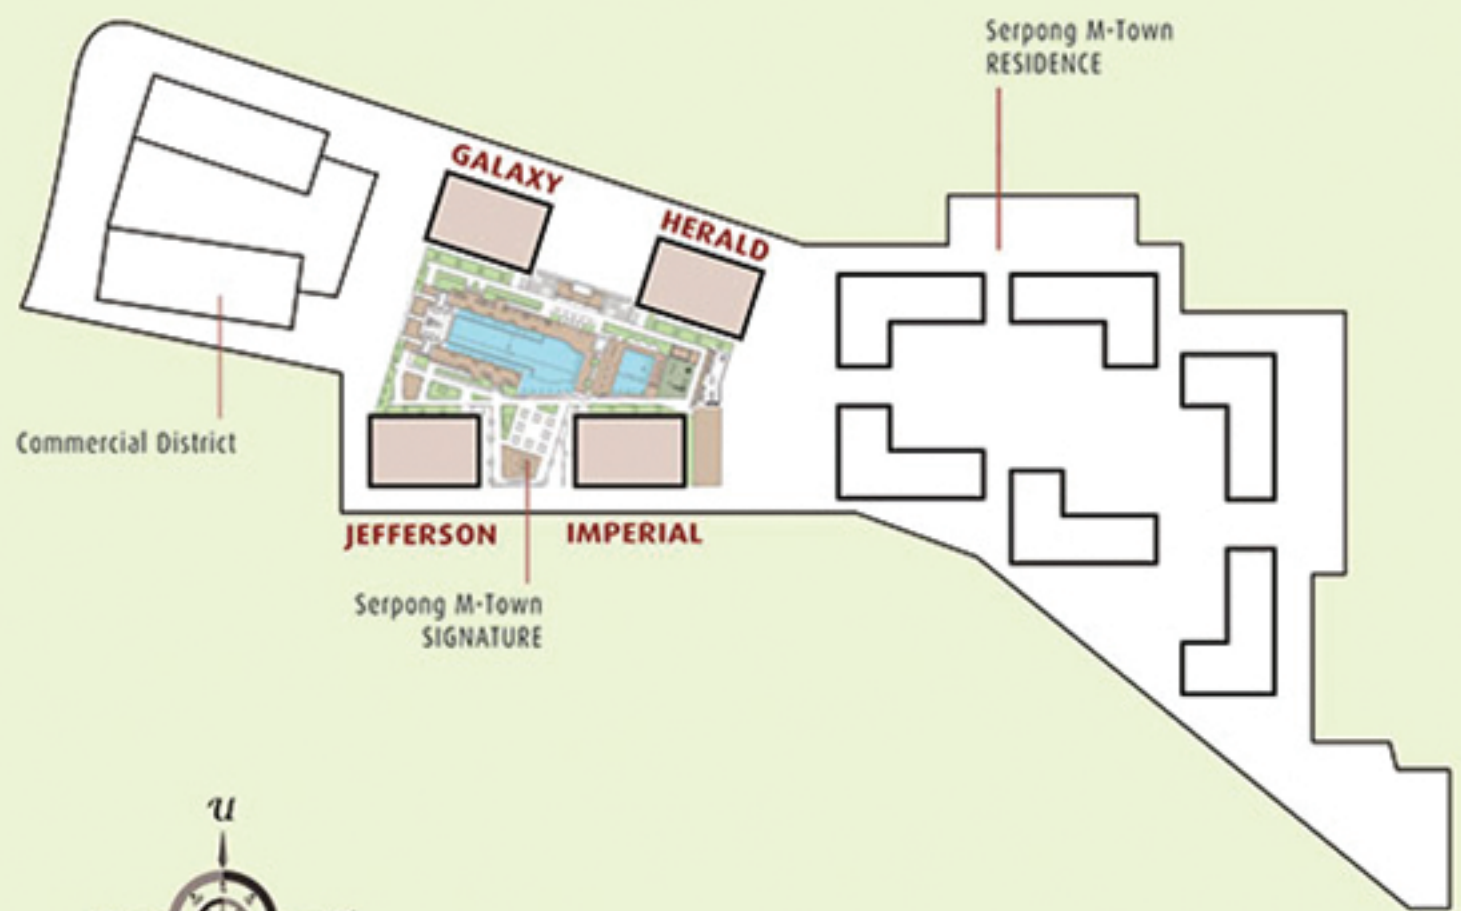 Serpong M-Town
RESIDENCE
GALAXY
HERALD
Commercial District
JEFFERSON
IMPERIAL
Serpong M-Town
SIGNATURE
U